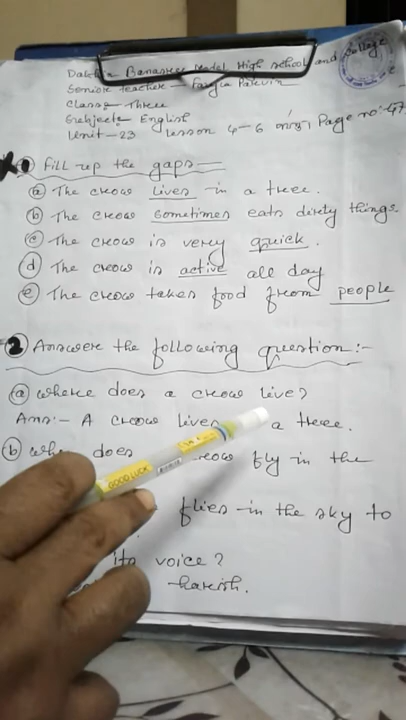 Dakhin Banasree Model High school and College
Senior teacher - Farzia Parvin
Class - Three
Subject - English
Unit-23 Lesson 4-6 বাংলা Page no: 47
1 Fill up the gaps -
(a) The crow lives in a tree.
(b) The crow sometimes eats dirty things.
(c) The crow is very quick.
(d) The crow is active all day
(e) The crow takes food from people
2 Answer the following question:-
(a) where does a crow live?
Ans:- A crow lives a tree.
(b) does crow fly in the
flies in the sky to
its voice?
harish.
GOOD LUCK